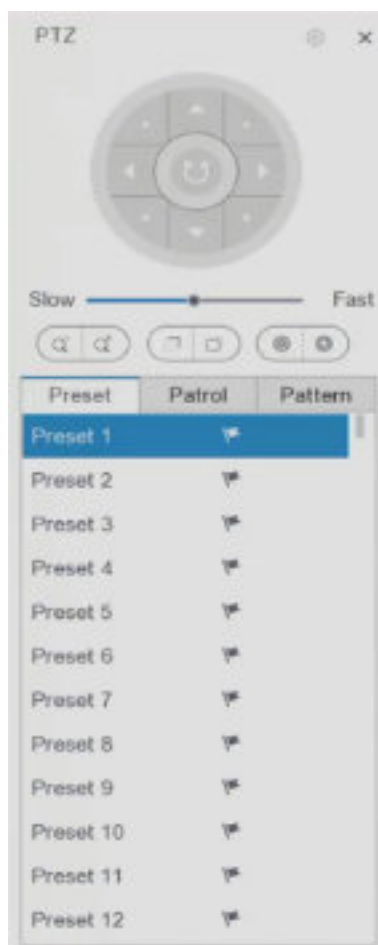 PTZ
Slow Fast
Preset Patrol Pattern
Preset 1
Preset 2
Preset 3
Preset 4
Preset 5
Preset 6
Preset 7
Preset 8
Preset 9
Preset 10
Preset 11
Preset 12